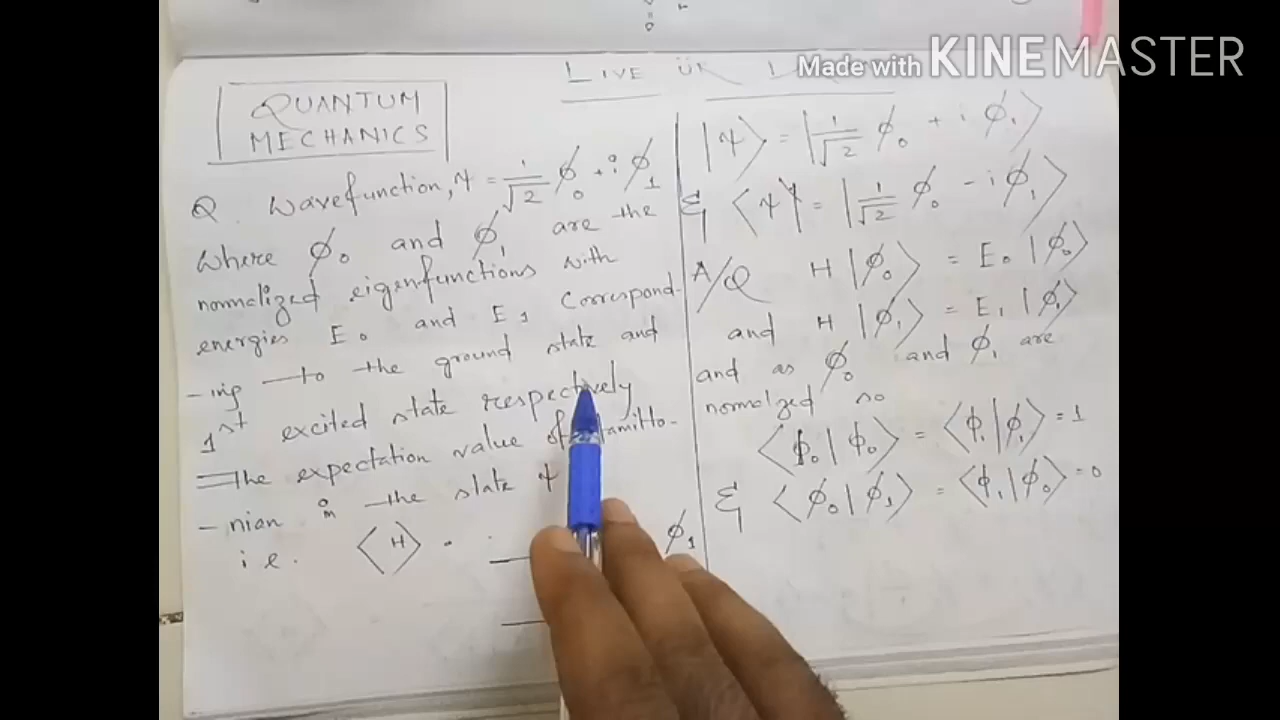 Made with KINEMASTER
LIVE
QUANTUM
MECHANICS
Q. Wavefunction, Ψ = 1/√2 φ₀ + i φ₁
Where φ₀ and φ₁ are the
normalized eigenfunctions with
energies E₀ and E₁ Correspond-
-ing to the ground state and
1st excited state respectively
The expectation value of
-nian in the state Ψ
i.e. ⟨H⟩
φ₁
|Ψ⟩ = |1/√2 φ₀ + i φ₁⟩
& ⟨Ψ| = |1/√2 φ₀ - i φ₁⟩
A/Q H |φ₀⟩ = E₀ |φ₀⟩
and H |φ₁⟩ = E₁ |φ₁⟩
and as φ₀ and φ₁ are
normalzed so
⟨φ₀|φ₀⟩ = ⟨φ₁|φ₁⟩ = 1
& ⟨φ₀|φ₁⟩ = ⟨φ₁|φ₀⟩ = 0